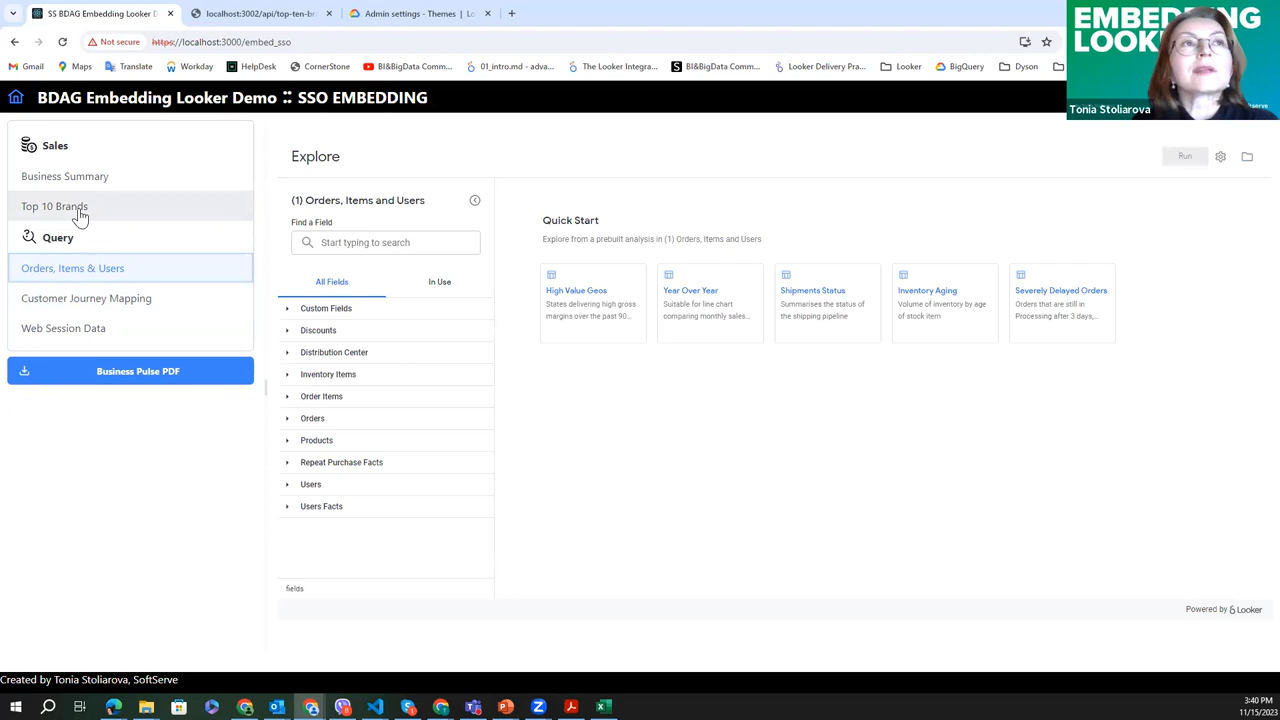 SS BDAG Embedding Looker D
localhost:3002/api/top-ten-br
Admin settings - Themes
Not secure
https://localhost:3000/embed_sso
Gmail
Maps
Translate
Workday
HelpDesk
CornerStone
BI&BigData Comm...
01_intro.md - adva...
The Looker Integra...
BI&BigData Comm...
Looker Delivery Pra...
Looker
BigQuery
Dyson
EMBEDDING
LOOK
Tonia Stoliarova
BDAG Embedding Looker Demo :: SSO EMBEDDING
Sales
Business Summary
Top 10 Brands
Query
Orders, Items & Users
Customer Journey Mapping
Web Session Data
Business Pulse PDF
Explore
Run
(1) Orders, Items and Users
Find a Field
Start typing to search
All Fields
In Use
Custom Fields
Discounts
Distribution Center
Inventory Items
Order Items
Orders
Products
Repeat Purchase Facts
Users
Users Facts
fields
Quick Start
Explore from a prebuilt analysis in (1) Orders, Items and Users
High Value Geos
States delivering high gross
margins over the past 90...
Year Over Year
Suitable for line chart
comparing monthly sales...
Shipments Status
Summarises the status of
the shipping pipeline
Inventory Aging
Volume of inventory by age
of stock item
Severely Delayed Orders
Orders that are still in
Processing after 3 days,...
Powered by Looker
Created by Tonia Stoliarova, SoftServe
3:40 PM
11/15/2023